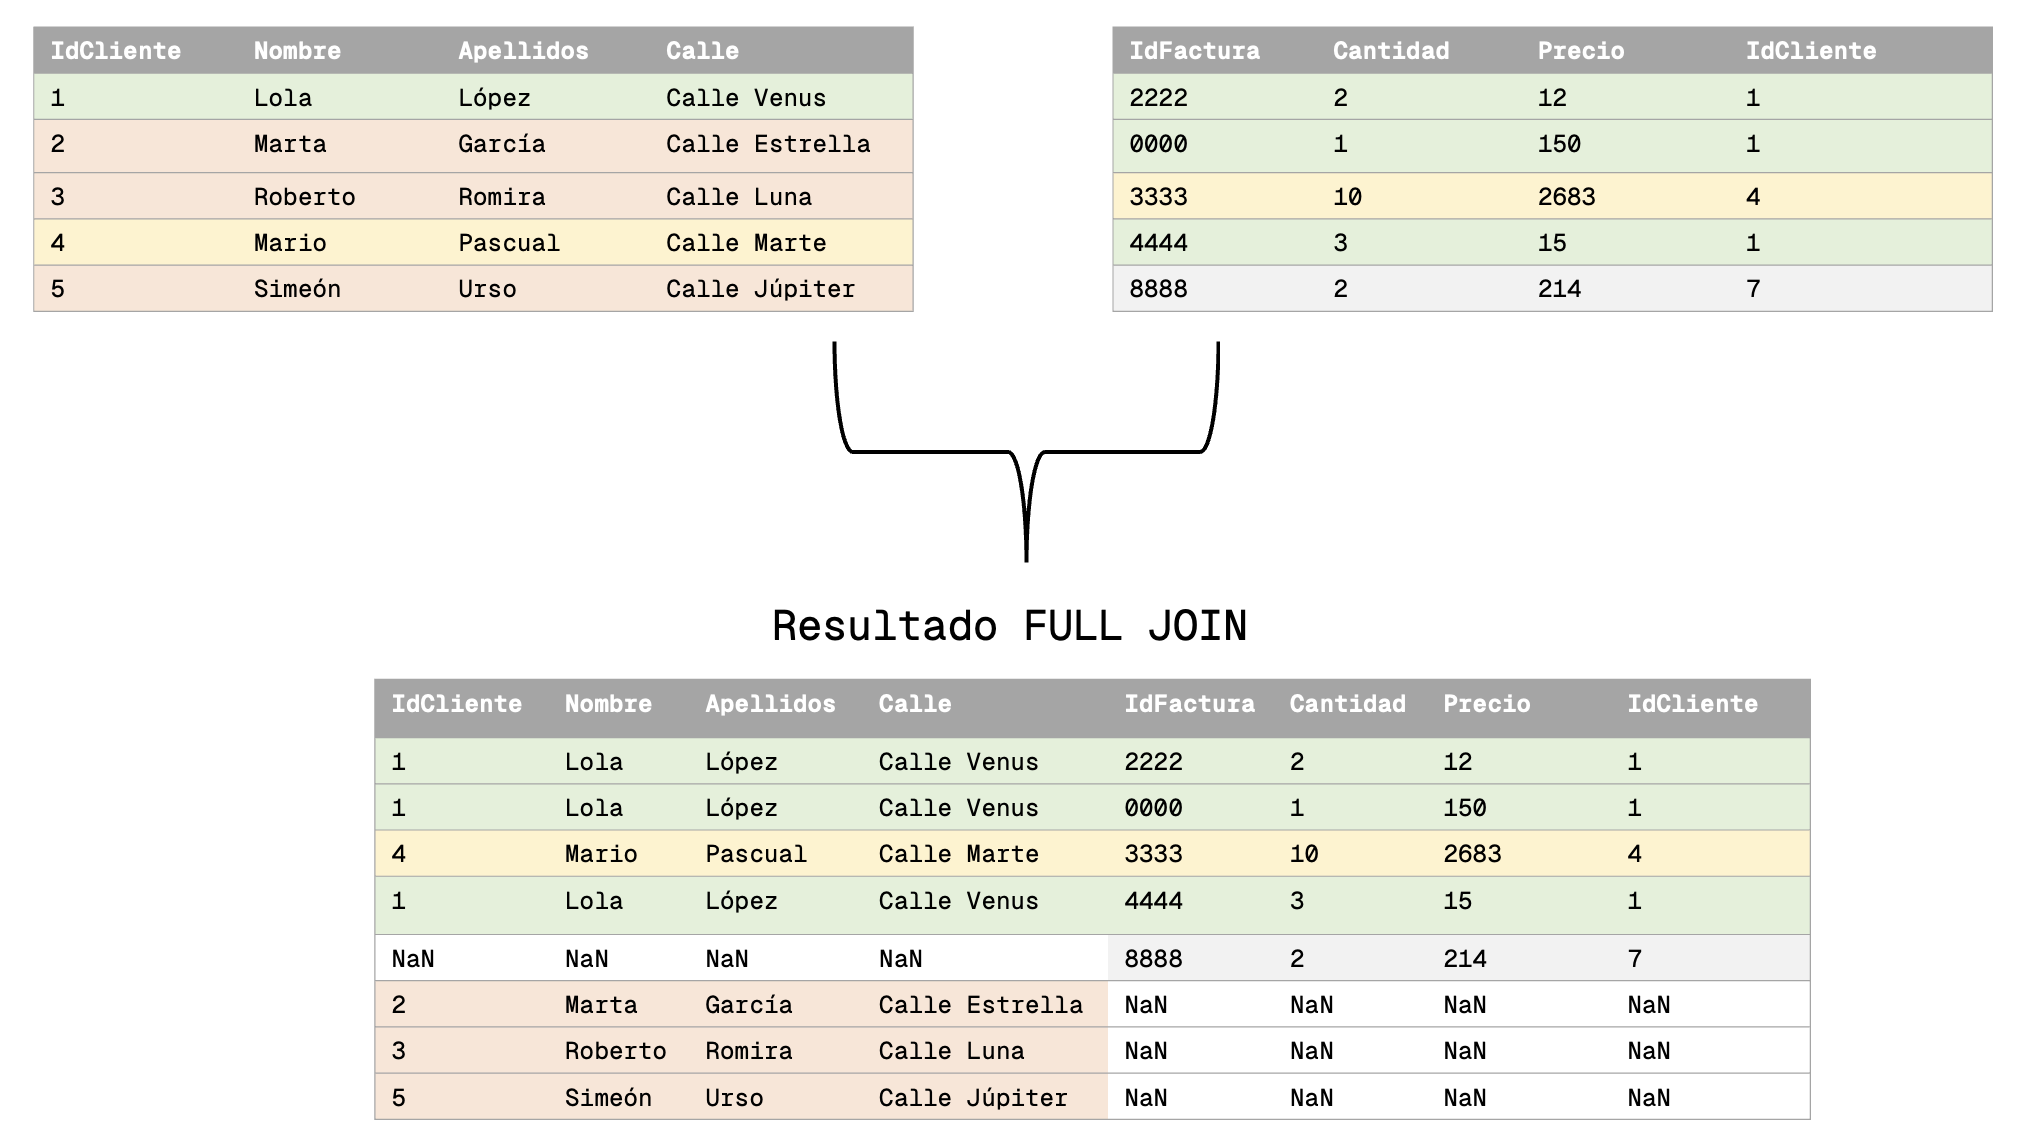 IdCliente Nombre Apellidos Calle
1 Lola López Calle Venus
2 Marta García Calle Estrella
3 Roberto Romira Calle Luna
4 Mario Pascual Calle Marte
5 Simeón Urso Calle Júpiter
IdFactura Cantidad Precio IdCliente
2222 2 12 1
0000 1 150 1
3333 10 2683 4
4444 3 15 1
8888 2 214 7
Resultado FULL JOIN
IdCliente Nombre Apellidos Calle IdFactura Cantidad Precio IdCliente
1 Lola López Calle Venus 2222 2 12 1
1 Lola López Calle Venus 0000 1 150 1
4 Mario Pascual Calle Marte 3333 10 2683 4
1 Lola López Calle Venus 4444 3 15 1
NaN NaN NaN NaN 8888 2 214 7
2 Marta García Calle Estrella NaN NaN NaN NaN
3 Roberto Romira Calle Luna NaN NaN NaN NaN
5 Simeón Urso Calle Júpiter NaN NaN NaN NaN